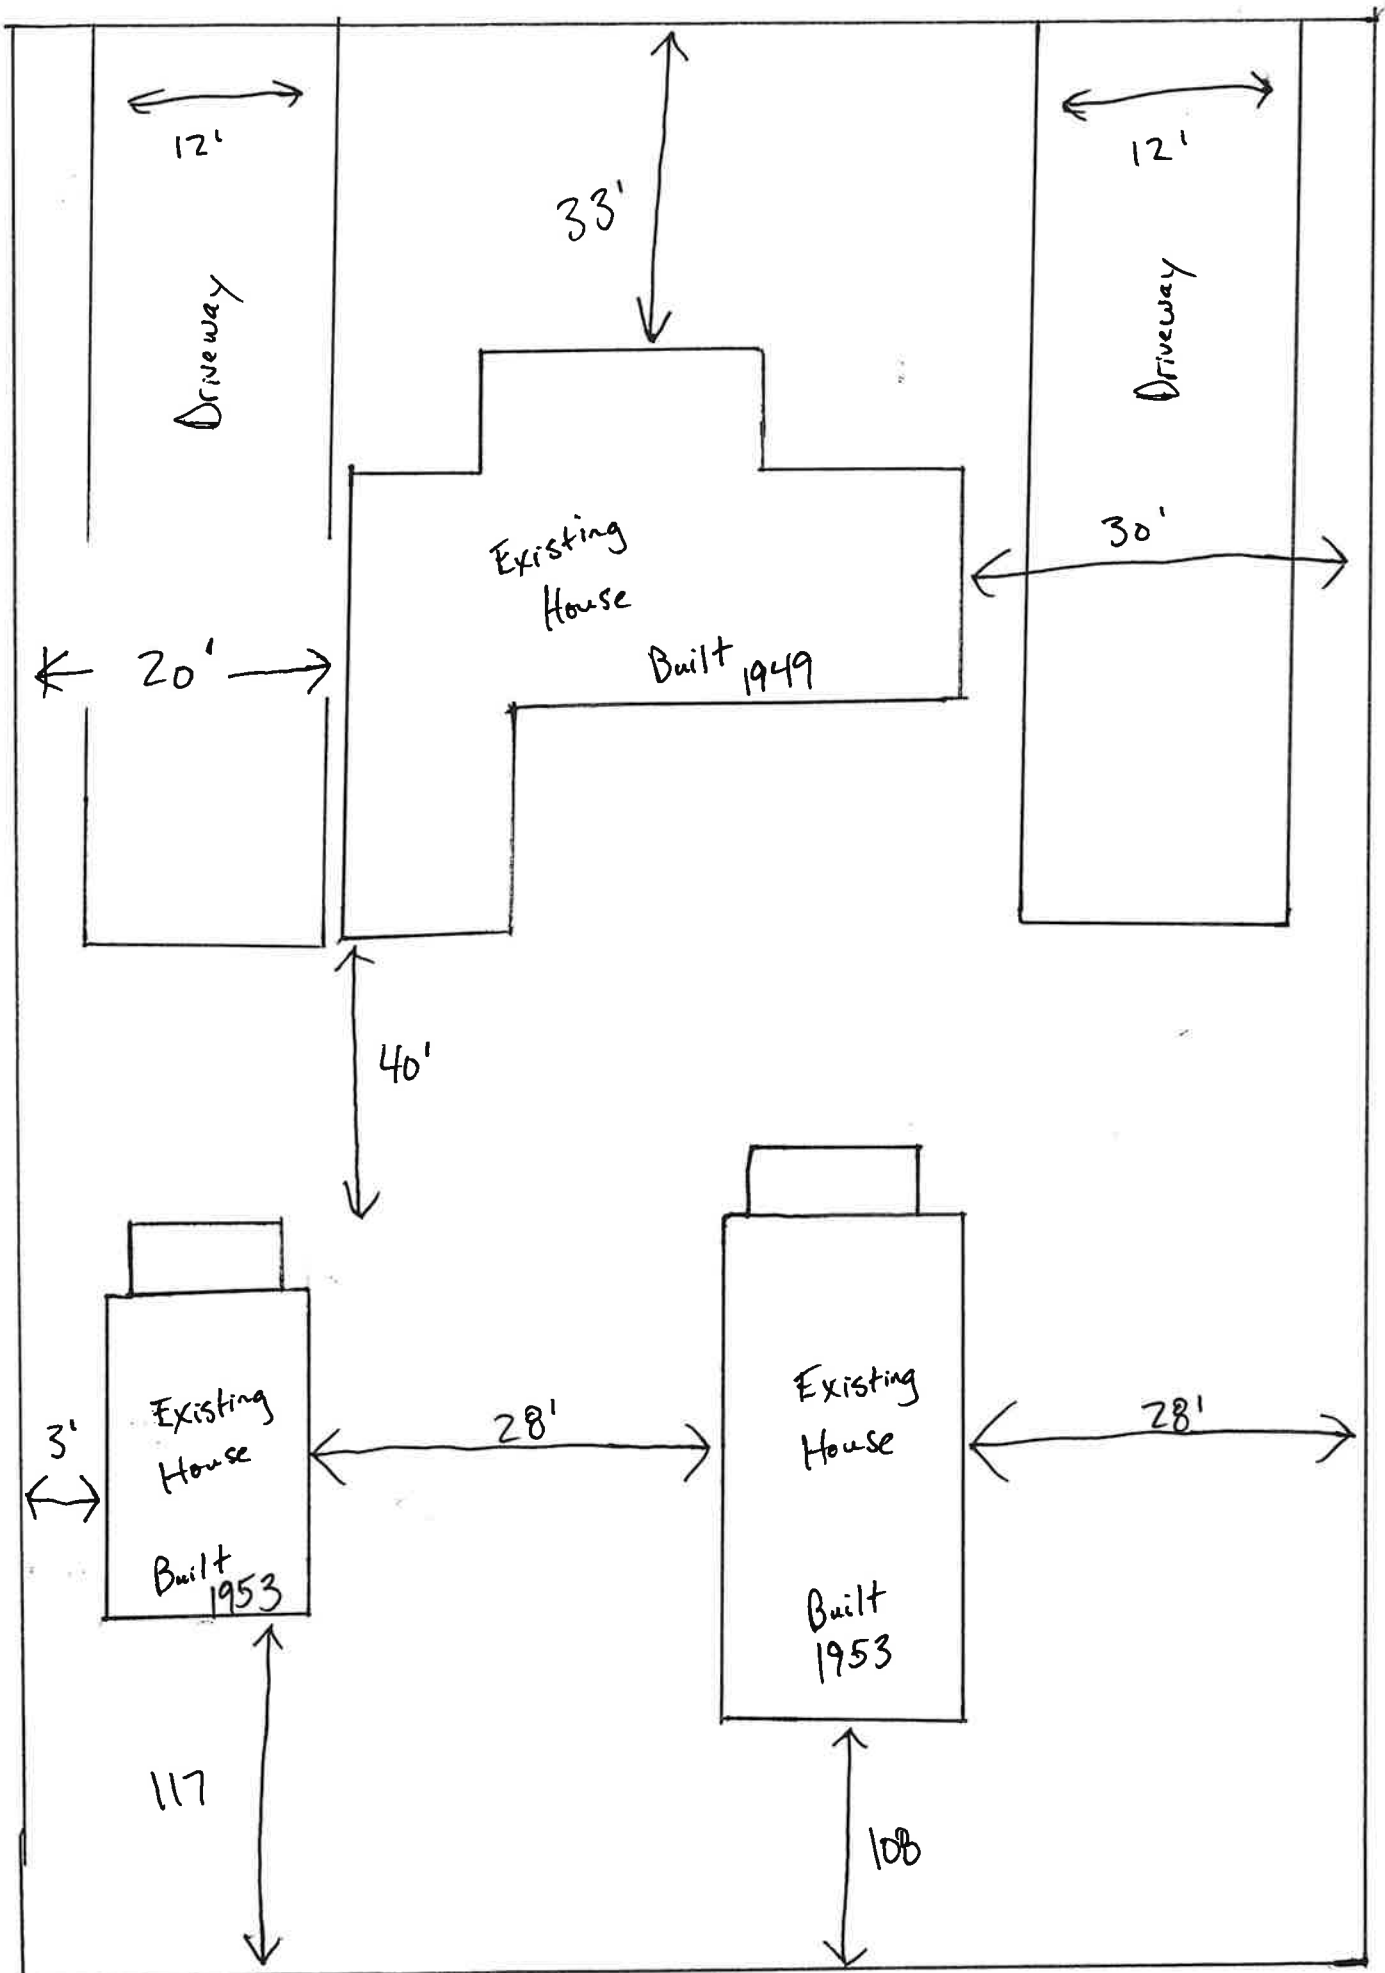 12'
12'
33'
Driveway
Driveway
Existing
House
Built 1949
30'
20'
40'
Existing
House
Built
1953
3'
28'
Existing
House
Built
1953
28'
117
108